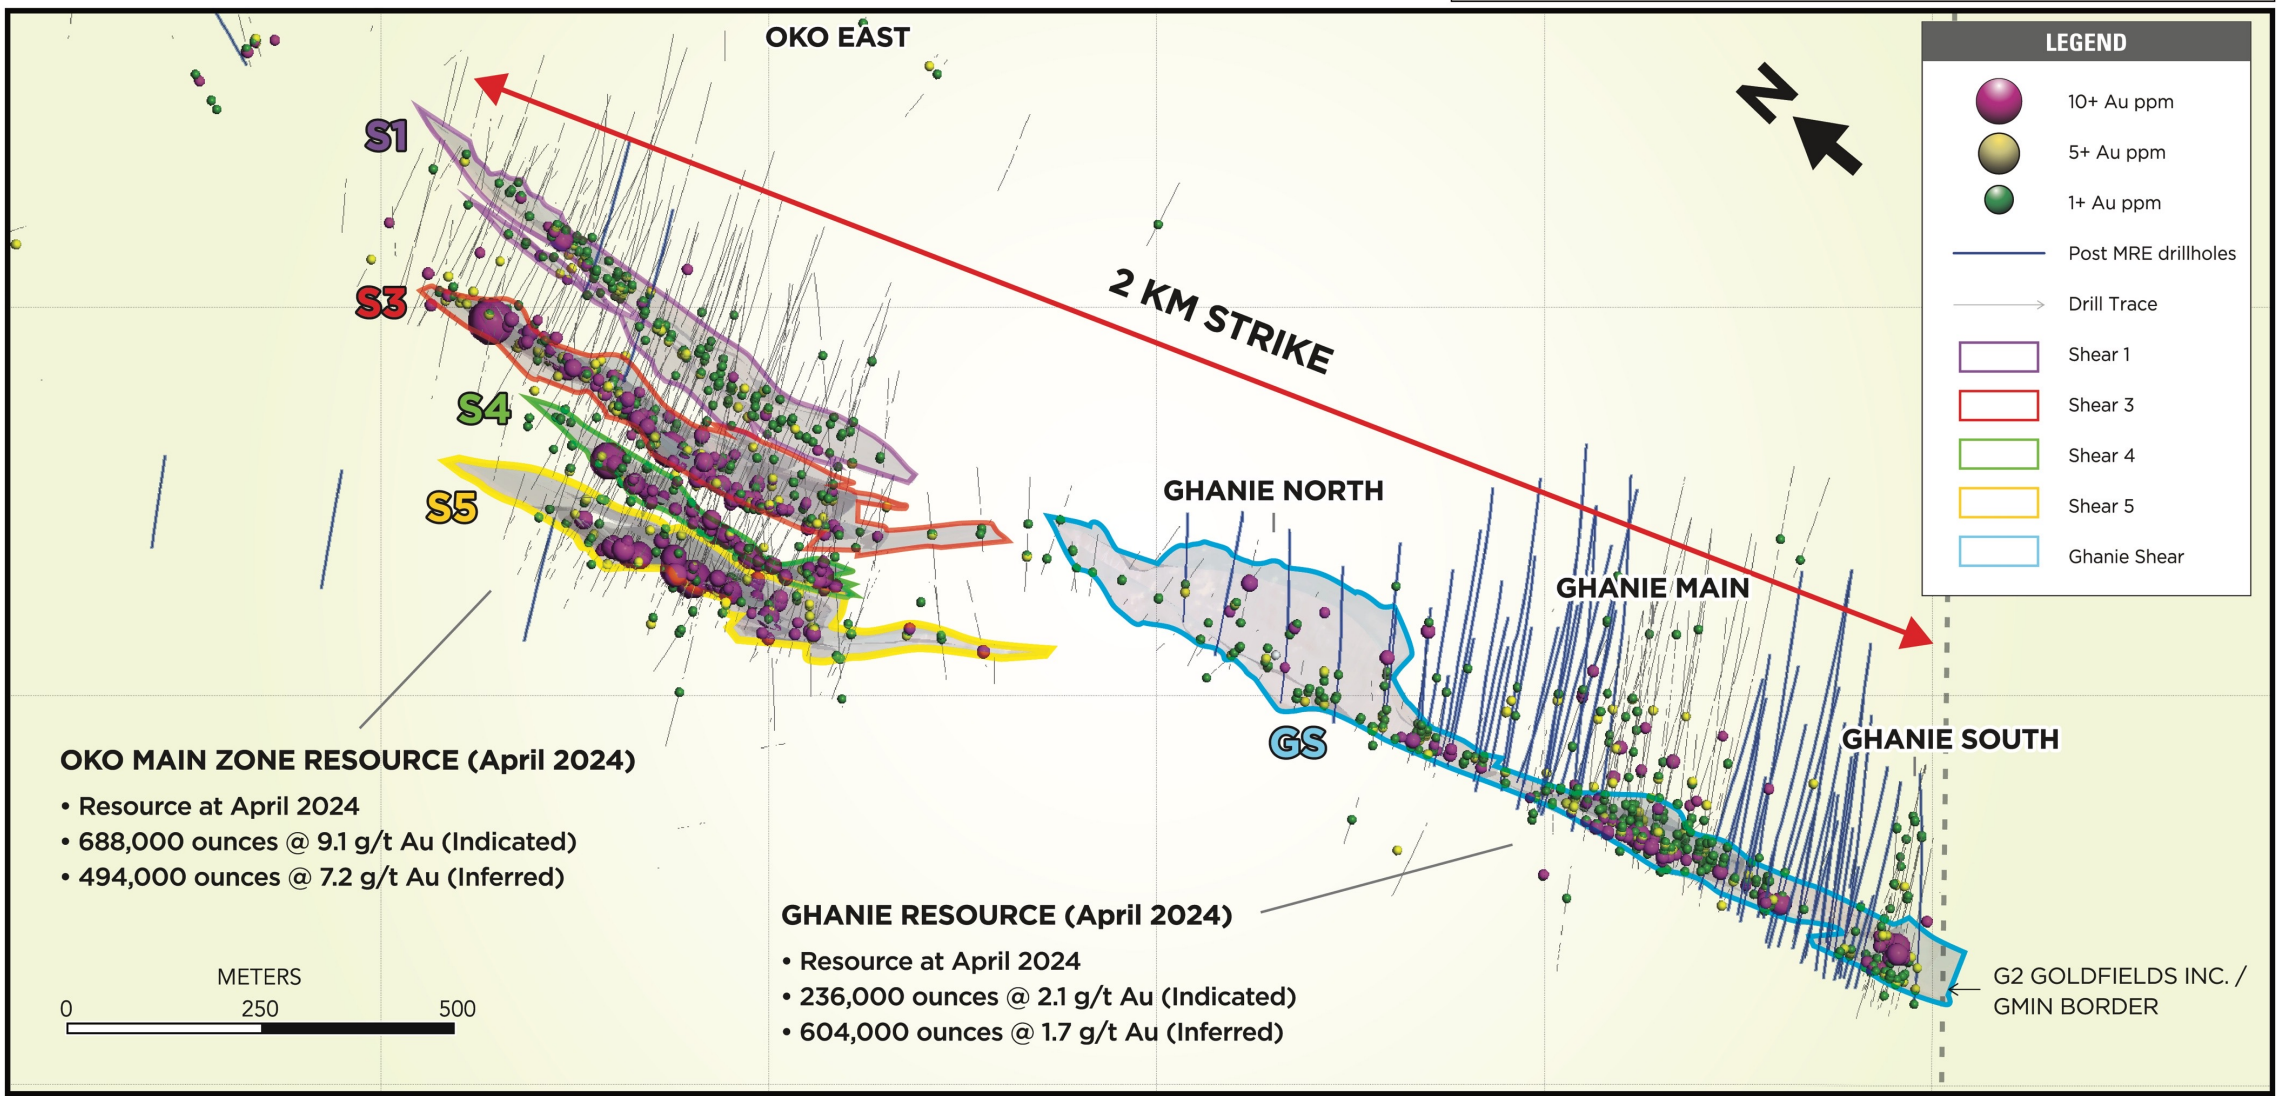 OKO EAST
N
S1
S3
S4
S5
2 KM STRIKE
GHANIE NORTH
GHANIE MAIN
GHANIE SOUTH
GS
LEGEND
10+ Au ppm
5+ Au ppm
1+ Au ppm
Post MRE drillholes
Drill Trace
Shear 1
Shear 3
Shear 4
Shear 5
Ghanie Shear
OKO MAIN ZONE RESOURCE (April 2024)
• Resource at April 2024
• 688,000 ounces @ 9.1 g/t Au (Indicated)
• 494,000 ounces @ 7.2 g/t Au (Inferred)
GHANIE RESOURCE (April 2024)
• Resource at April 2024
• 236,000 ounces @ 2.1 g/t Au (Indicated)
• 604,000 ounces @ 1.7 g/t Au (Inferred)
METERS
0 250 500
G2 GOLDFIELDS INC. /
GMIN BORDER